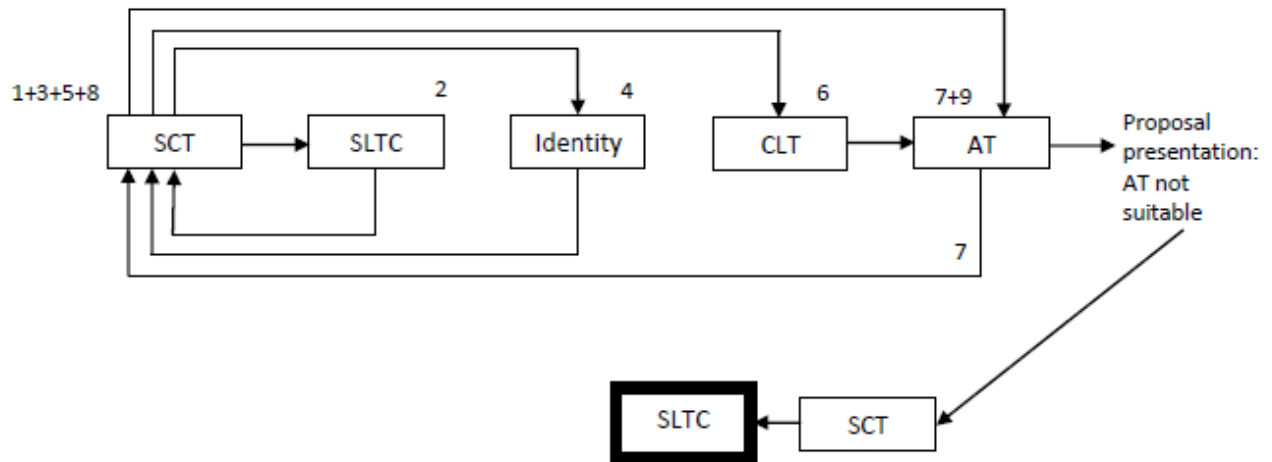 1+3+5+8
2
4
6
7+9
SCT
SLTC
Identity
CLT
AT
Proposal
presentation:
AT not
suitable
7
SLTC
SCT